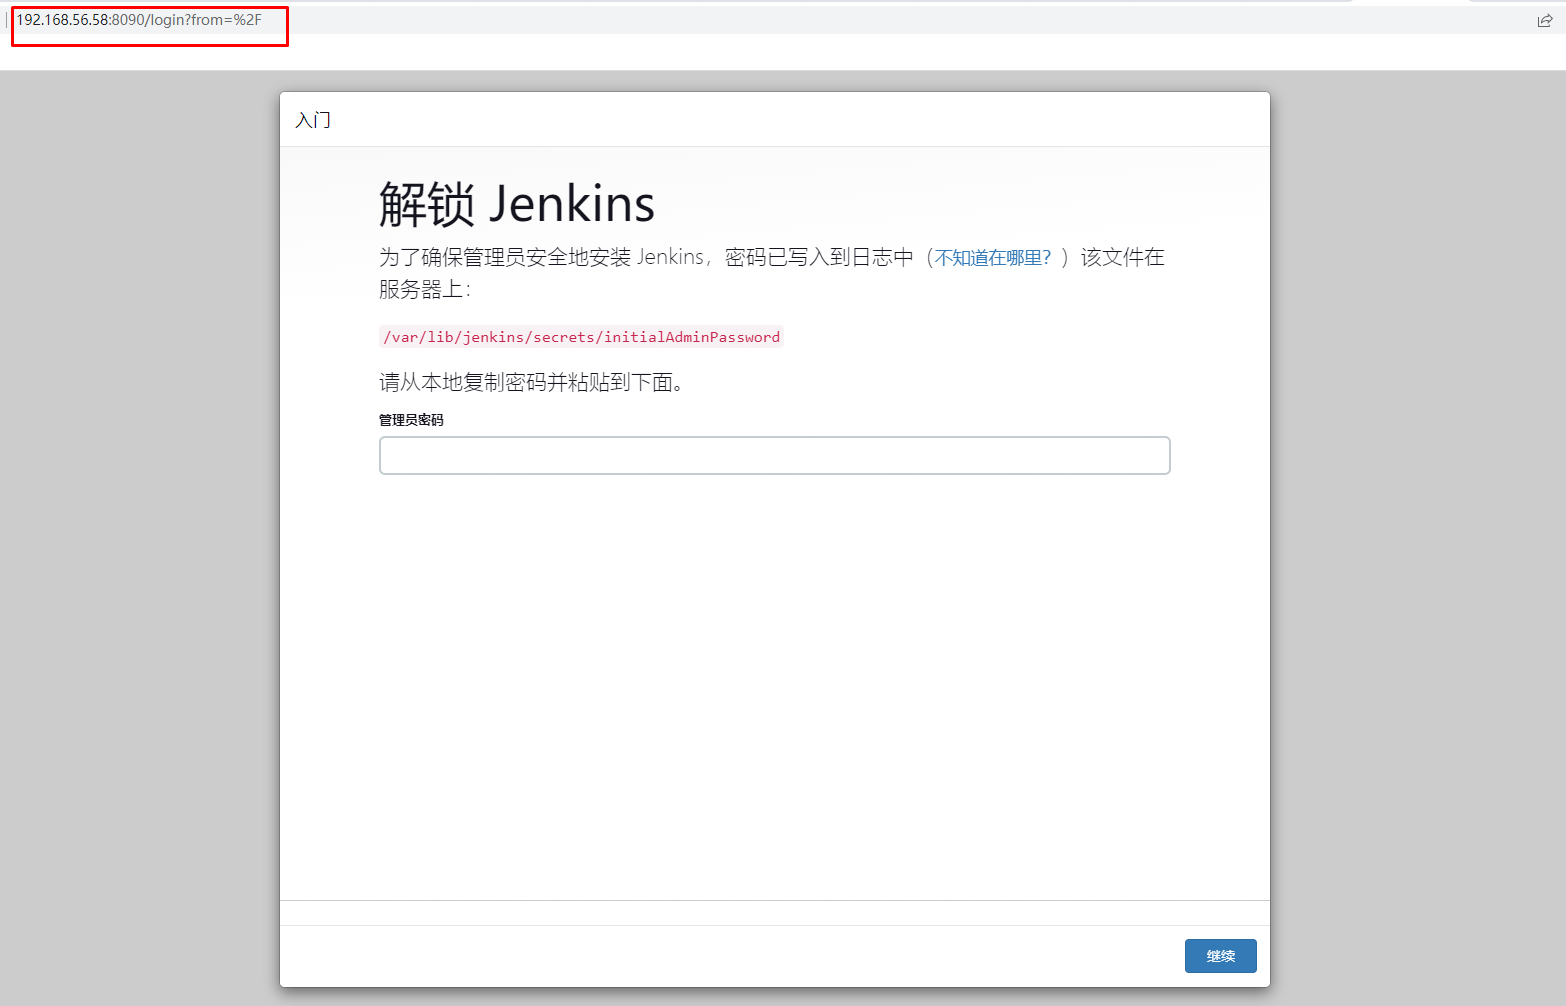 192.168.56.58:8090/login?from=%2F
入门
解锁 Jenkins
为了确保管理员安全地安装 Jenkins，密码已写入到日志中（不知道在哪里？）该文件在
服务器上：
/var/lib/jenkins/secrets/initialAdminPassword
请从本地复制密码并粘贴到下面。
管理员密码
继续